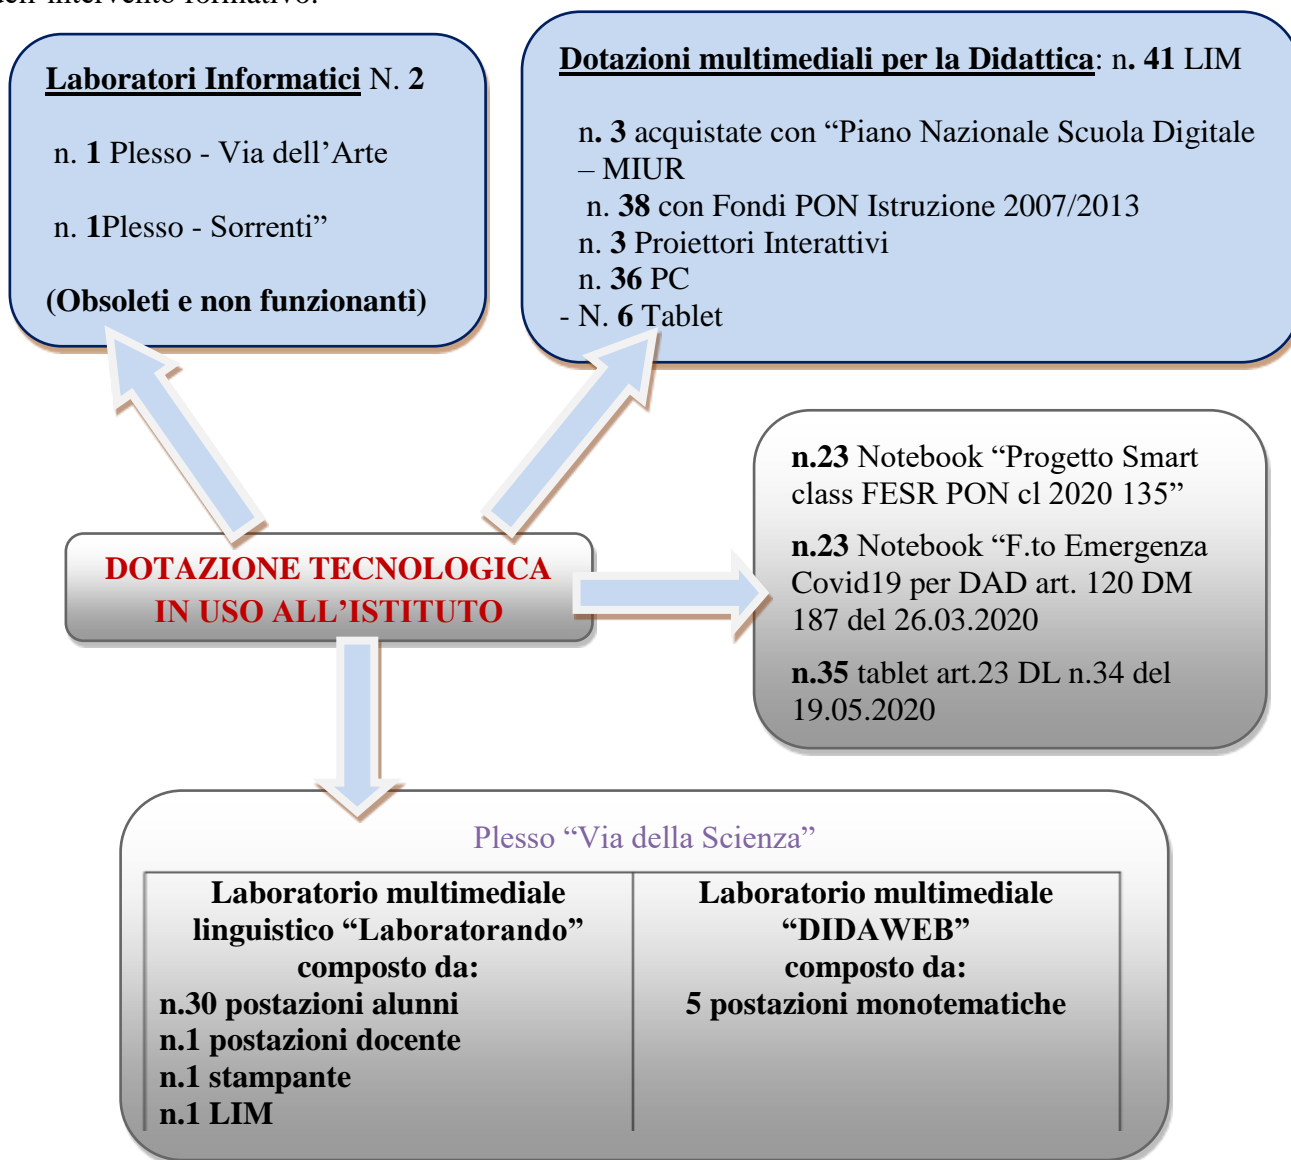 dell’intervento formativo.
Laboratori Informatici N. 2
n. 1 Plesso - Via dell’Arte
n. 1Plesso - Sorrenti”
(Obsoleti e non funzionanti)
Dotazioni multimediali per la Didattica: n. 41 LIM
n. 3 acquistate con “Piano Nazionale Scuola Digitale
– MIUR
n. 38 con Fondi PON Istruzione 2007/2013
n. 3 Proiettori Interattivi
n. 36 PC
- N. 6 Tablet
n.23 Notebook “Progetto Smart
class FESR PON cl 2020 135”
n.23 Notebook “F.to Emergenza
Covid19 per DAD art. 120 DM
187 del 26.03.2020
n.35 tablet art.23 DL n.34 del
19.05.2020
DOTAZIONE TECNOLOGICA
IN USO ALL’ISTITUTO
Plesso “Via della Scienza”
Laboratorio multimediale
linguistico “Laboratorando”
composto da:
n.30 postazioni alunni
n.1 postazioni docente
n.1 stampante
n.1 LIM
Laboratorio multimediale
“DIDAWEB”
composto da:
5 postazioni monotematiche